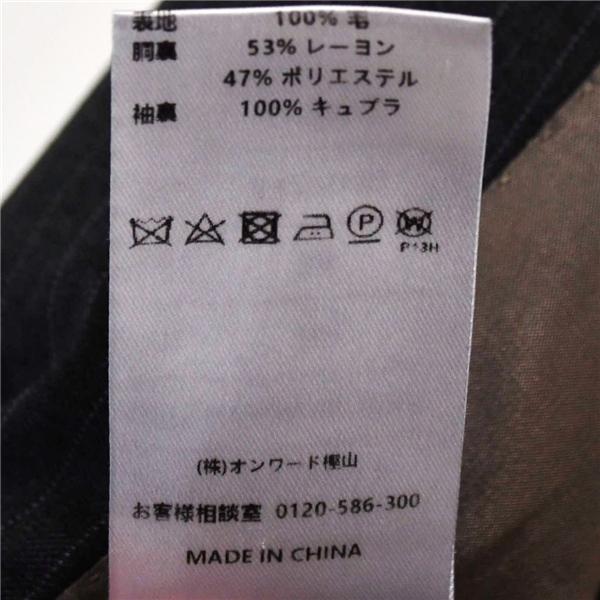 表地 100% 毛
胴裏 53% レーヨン
47% ポリエステル
袖裏 100% キュプラ
P
W
P13H
(株)オンワード樫山
お客様相談室 0120-586-300
MADE IN CHINA